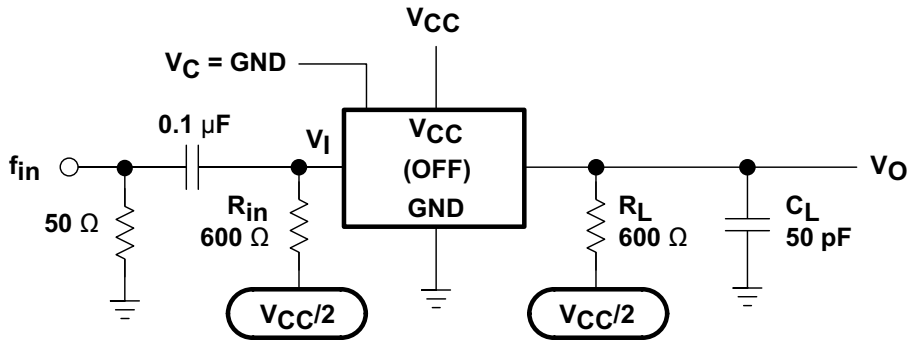 VCC
VC = GND
0.1 µF
VI
VCC
(OFF)
GND
fin
VO
50 Ω
Rin
600 Ω
RL
600 Ω
CL
50 pF
VCC/2
VCC/2